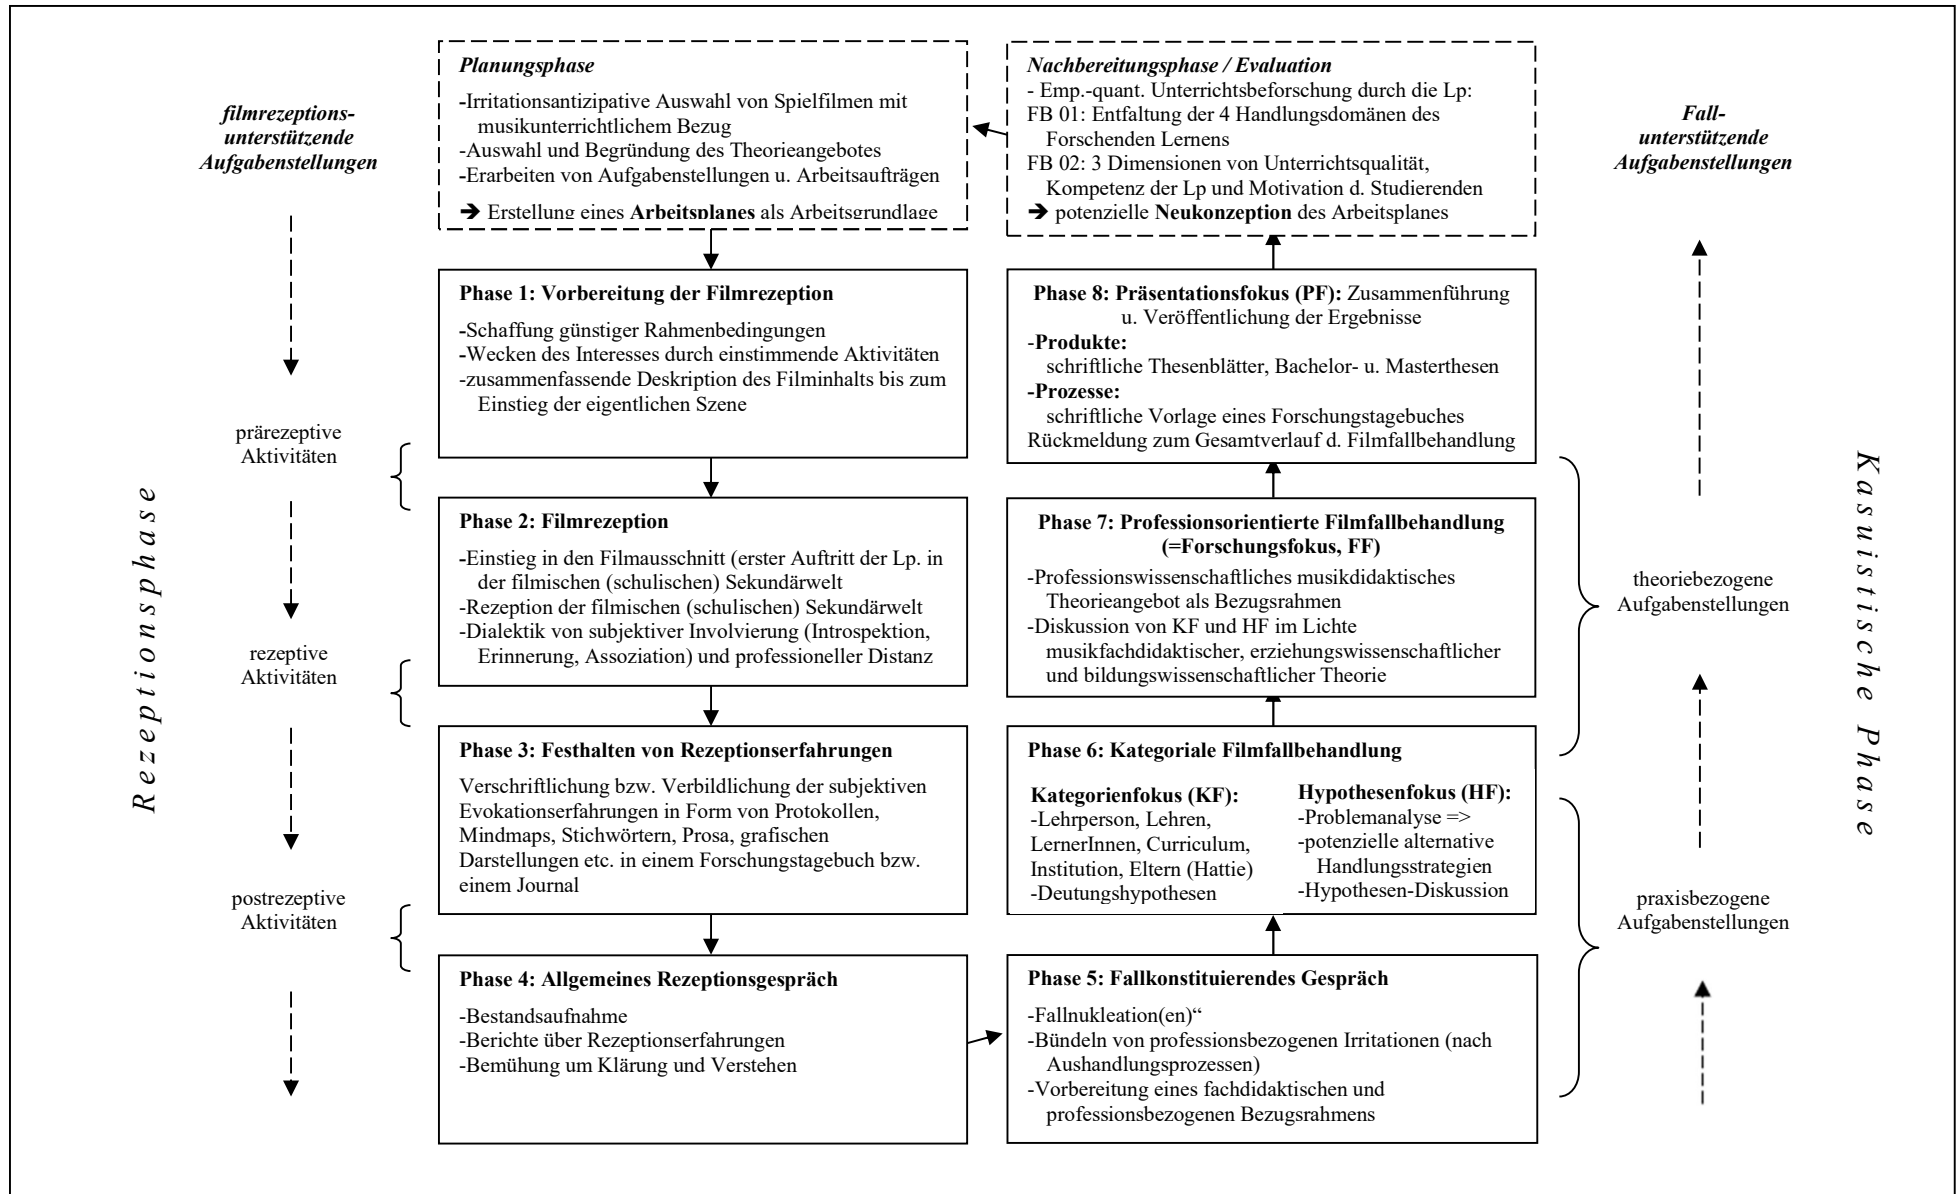 filmrezeptions-
unterstützende
Aufgabenstellungen
Rezeptionsphase
prärezeptive
Aktivitäten
rezeptive
Aktivitäten
postrezeptive
Aktivitäten
Planungsphase
-Irritationsantizipative Auswahl von Spielfilmen mit
musikunterrichtlichem Bezug
-Auswahl und Begründung des Theorieangebotes
-Erarbeiten von Aufgabenstellungen u. Arbeitsaufträgen
➔ Erstellung eines Arbeitsplanes als Arbeitsgrundlage
Phase 1: Vorbereitung der Filmrezeption
-Schaffung günstiger Rahmenbedingungen
-Wecken des Interesses durch einstimmende Aktivitäten
-zusammenfassende Deskription des Filminhalts bis zum
Einstieg der eigentlichen Szene
Phase 2: Filmrezeption
-Einstieg in den Filmausschnitt (erster Auftritt der Lp. in
der filmischen (schulischen) Sekundärwelt
-Rezeption der filmischen (schulischen) Sekundärwelt
-Dialektik von subjektiver Involvierung (Introspektion,
Erinnerung, Assoziation) und professioneller Distanz
Phase 3: Festhalten von Rezeptionserfahrungen
Verschriftlichung bzw. Verbildlichung der subjektiven
Evokationserfahrungen in Form von Protokollen,
Mindmaps, Stichwörtern, Prosa, grafischen
Darstellungen etc. in einem Forschungstagebuch bzw.
einem Journal
Phase 4: Allgemeines Rezeptionsgespräch
-Bestandsaufnahme
-Berichte über Rezeptionserfahrungen
-Bemühung um Klärung und Verstehen
Nachbereitungsphase / Evaluation
- Emp.-quant. Unterrichtsbeforschung durch die Lp:
FB 01: Entfaltung der 4 Handlungsdomänen des
Forschenden Lernens
FB 02: 3 Dimensionen von Unterrichtsqualität,
Kompetenz der Lp und Motivation d. Studierenden
➔ potenzielle Neukonzeption des Arbeitsplanes
Phase 8: Präsentationsfokus (PF): Zusammenführung
u. Veröffentlichung der Ergebnisse
-Produkte:
schriftliche Thesenblätter, Bachelor- u. Masterthesen
-Prozesse:
schriftliche Vorlage eines Forschungstagebuches
Rückmeldung zum Gesamtverlauf d. Filmfallbehandlung
Phase 7: Professionsorientierte Filmfallbehandlung
(=Forschungsfokus, FF)
-Professionswissenschaftliches musikdidaktisches
Theorieangebot als Bezugsrahmen
-Diskussion von KF und HF im Lichte
musikfachdidaktischer, erziehungswissenschaftlicher
und bildungswissenschaftlicher Theorie
Phase 6: Kategoriale Filmfallbehandlung
Kategorienfokus (KF):
-Lehrperson, Lehren,
LernerInnen, Curriculum,
Institution, Eltern (Hattie)
-Deutungshypothesen
Hypothesenfokus (HF):
-Problemanalyse =>
-potenzielle alternative
Handlungsstrategien
-Hypothesen-Diskussion
Phase 5: Fallkonstituierendes Gespräch
-Fallnukleation(en)“
-Bündeln von professionsbezogenen Irritationen (nach
Aushandlungsprozessen)
-Vorbereitung eines fachdidaktischen und
professionsbezogenen Bezugsrahmens
Fall-
unterstützende
Aufgabenstellungen
theoriebezogene
Aufgabenstellungen
praxisbezogene
Aufgabenstellungen
Kasuistische Phase